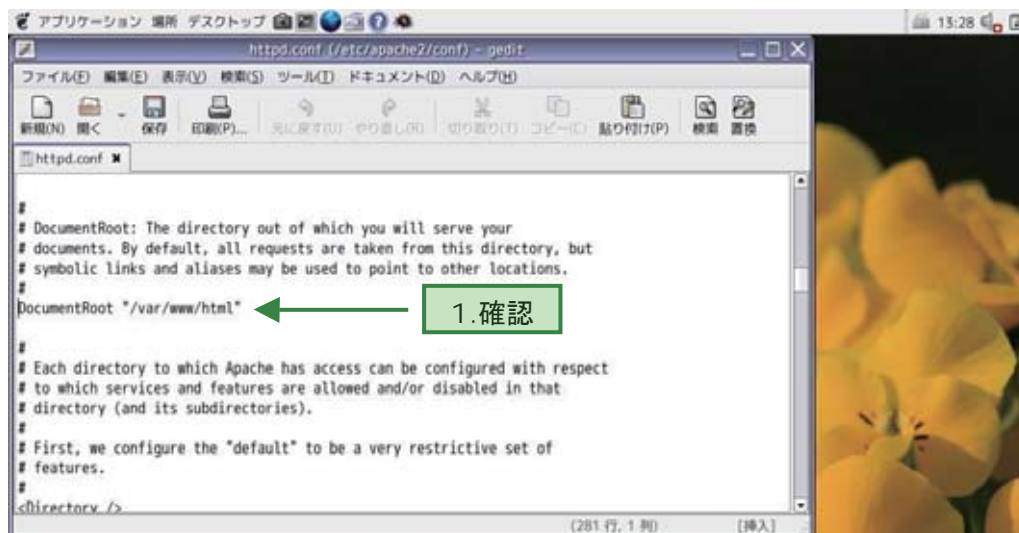 アプリケーション 場所 デスクトップ 13:28
httpd.conf (/etc/apache2/conf) - gedit
ファイル(F) 編集(E) 表示(V) 検索(S) ツール(T) ドキュメント(D) ヘルプ(H)
新規(N) 開く 保存 印刷(P)... 元に戻す(U) やり直し(R) 切り取り(T) コピー(C) 貼り付け(P) 検索 置換
httpd.conf
#
# DocumentRoot: The directory out of which you will serve your
# documents. By default, all requests are taken from this directory, but
# symbolic links and aliases may be used to point to other locations.
#
DocumentRoot "/var/www/html"
1.確認
#
# Each directory to which Apache has access can be configured with respect
# to which services and features are allowed and/or disabled in that
# directory (and its subdirectories).
#
# First, we configure the "default" to be a very restrictive set of
# features.
#
<Directory />
(281 行, 1 列) [挿入]